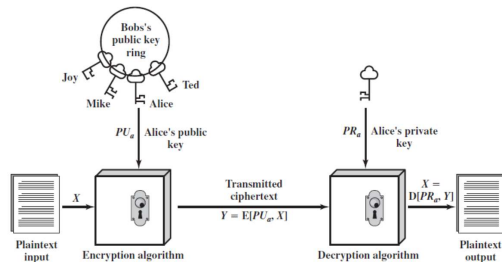 Bobs's
public key
ring
Joy
Ted
Mike
Alice
PUa
Alice's public
key
PRa
Alice's private
key
X
Transmitted
ciphertext
Y = E[PUa, X]
X =
D[PRa, Y]
Plaintext
input
Encryption algorithm
Decryption algorithm
Plaintext
output